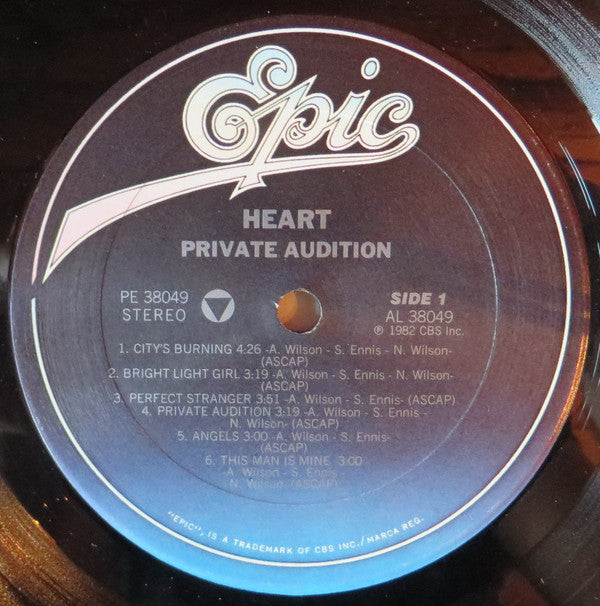 Epic
HEART
PRIVATE AUDITION
PE 38049
STEREO
SIDE 1
AL 38049
℗ 1982 CBS Inc.
1. CITY'S BURNING 4:26 -A. Wilson - S. Ennis - N. Wilson-
(ASCAP)
2. BRIGHT LIGHT GIRL 3:19 -A. Wilson - S. Ennis - N. Wilson-
(ASCAP)
3. PERFECT STRANGER 3:51 -A. Wilson - S. Ennis- (ASCAP)
4. PRIVATE AUDITION 3:19 -A. Wilson - S. Ennis -
N. Wilson- (ASCAP)
5. ANGELS 3:00 -A. Wilson - S. Ennis-
(ASCAP)
6. THIS MAN IS MINE 3:00
-A. Wilson - S. Ennis -
N. Wilson- (ASCAP)
"EPIC", IS A TRADEMARK OF CBS INC./MARCA REG.